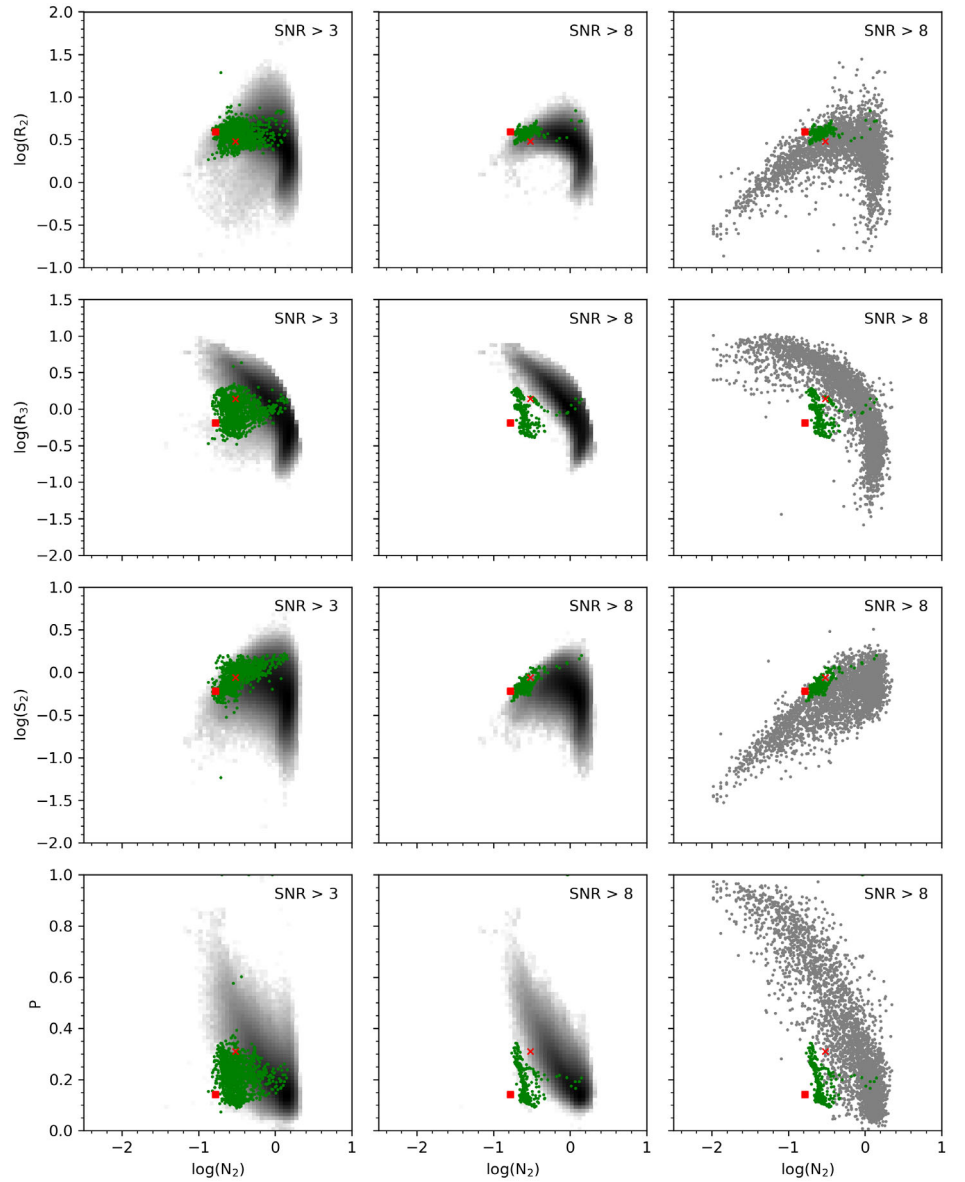 2.0
1.5
1.0
0.5
0.0
−0.5
−1.0
log(R₂)
SNR > 3
SNR > 8
SNR > 8
1.5
1.0
0.5
0.0
−0.5
−1.0
−1.5
−2.0
log(R₃)
SNR > 3
SNR > 8
SNR > 8
1.0
0.5
0.0
−0.5
−1.0
−1.5
−2.0
log(S₂)
SNR > 3
SNR > 8
SNR > 8
1.0
0.8
0.6
0.4
0.2
0.0
P
SNR > 3
SNR > 8
SNR > 8
−2 −1 0 1
−2 −1 0 1
−2 −1 0 1
log(N₂)
log(N₂)
log(N₂)